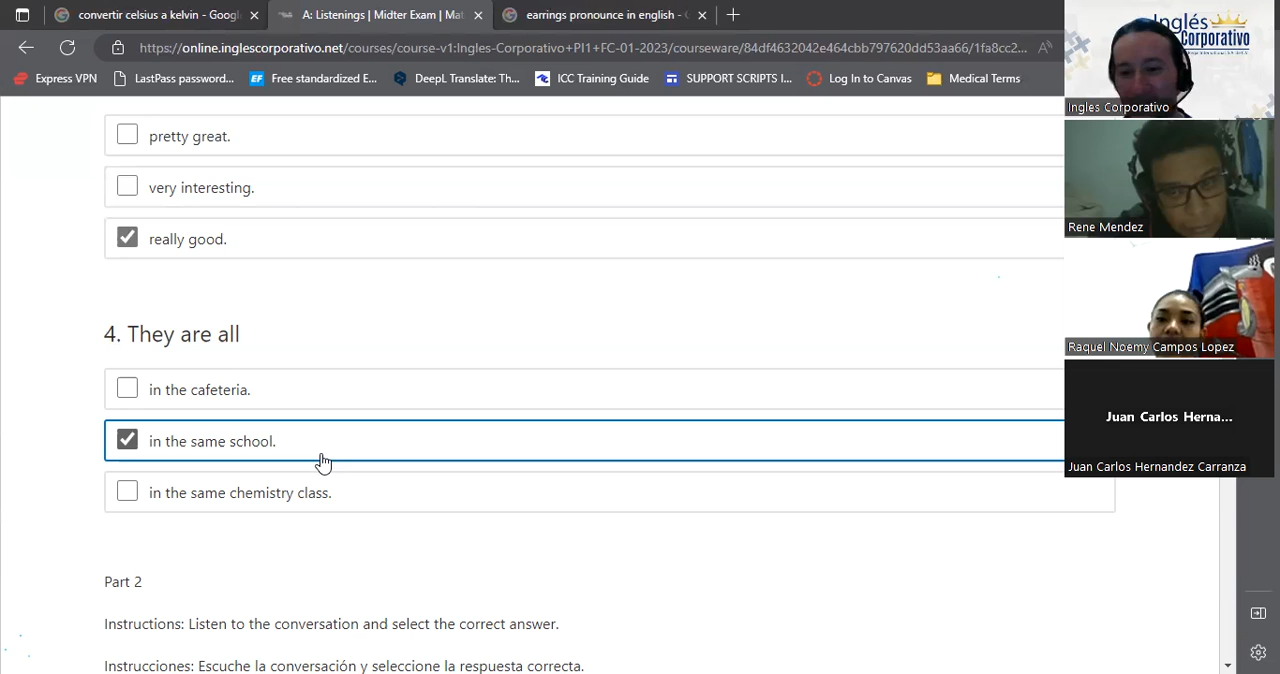 convertir celsius a kelvin - Googl
A: Listenings | Midter Exam | Mat
earrings pronounce in english -
https://online.inglescorporativo.net/courses/course-v1:Ingles-Corporativo+PI1+FC-01-2023/courseware/84df4632042e464cbb797620dd53aa66/1fa8cc2...
Express VPN
LastPass password...
EF Free standardized E...
DeepL Translate: Th...
ICC Training Guide
SUPPORT SCRIPTS I...
Log In to Canvas
Medical Terms
Inglés
Corporativo
Ingles Corporativo
pretty great.
very interesting.
really good.
Rene Mendez
4. They are all
in the cafeteria.
in the same school.
in the same chemistry class.
Raquel Noemy Campos Lopez
Juan Carlos Herna...
Juan Carlos Hernandez Carranza
Part 2
Instructions: Listen to the conversation and select the correct answer.
Instrucciones: Escuche la conversación y seleccione la respuesta correcta.